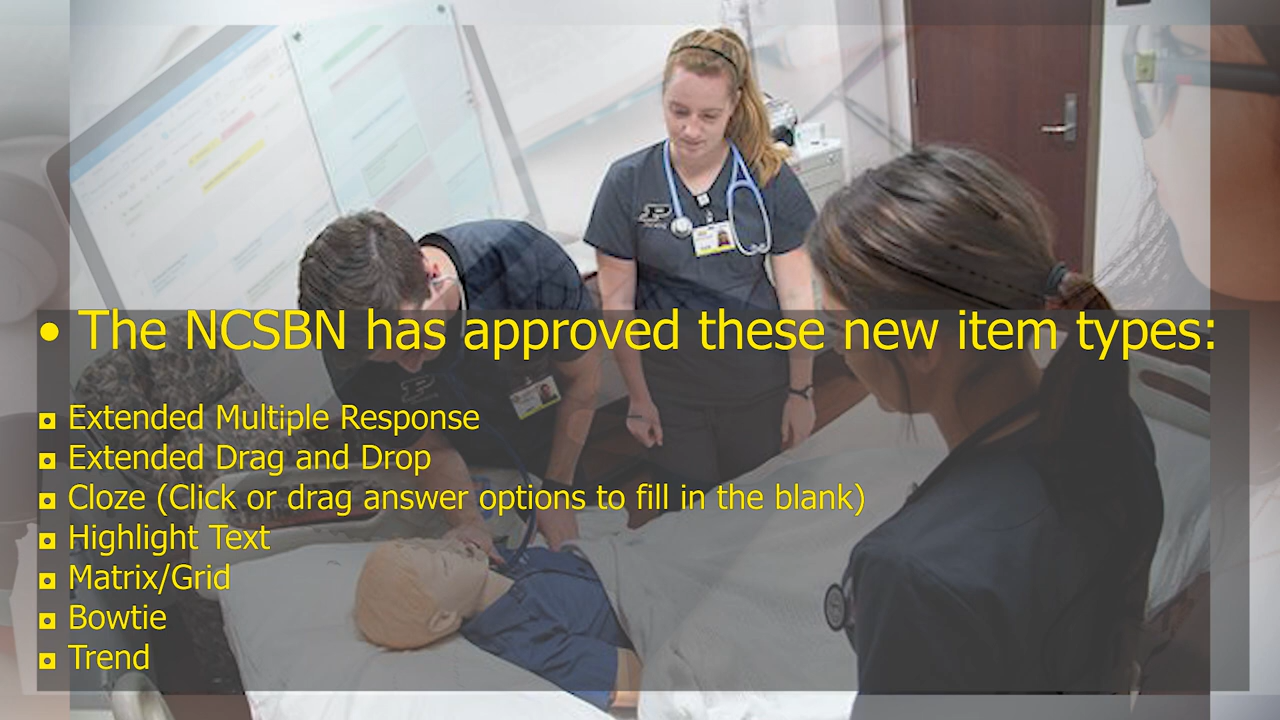 P
• The NCSBN has approved these new item types:
◘ Extended Multiple Response
◘ Extended Drag and Drop
◘ Cloze (Click or drag answer options to fill in the blank)
◘ Highlight Text
◘ Matrix/Grid
◘ Bowtie
◘ Trend